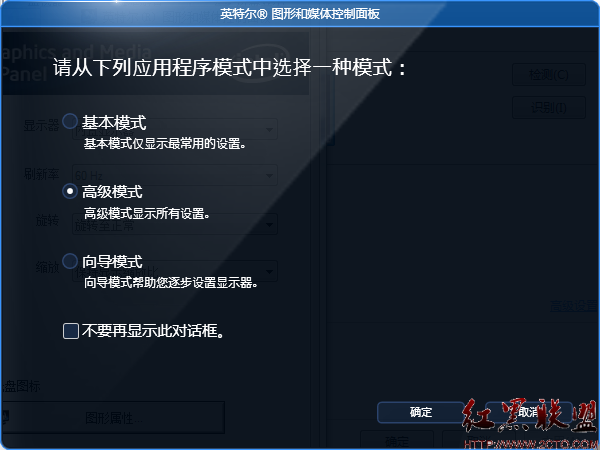 英特尔® 图形和媒体控制面板
aphics and Media
Panel
请从下列应用程序模式中选择一种模式：
检测(C)
识别(I)
显示器
基本模式
基本模式仅显示最常用的设置。
刷新率
60 Hz
高级模式
高级模式显示所有设置。
旋转
旋转至正常
缩放
向导模式
向导模式帮助您逐步设置显示器。
不要再显示此对话框。
盘图标
图形属性
确定
取消
确定
红黑联盟
HTTP://WWW.2CTO.COM